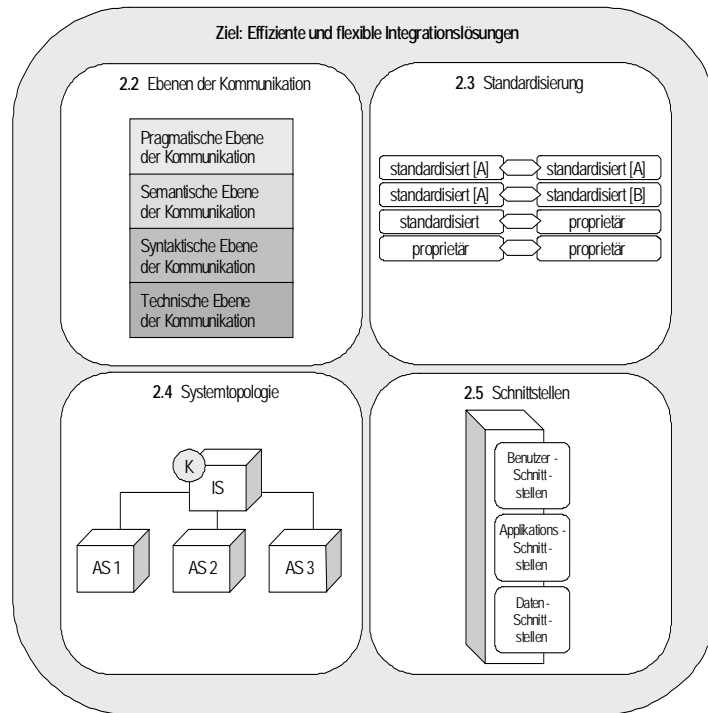 Ziel: Effiziente und flexible Integrationslösungen
2.2 Ebenen der Kommunikation
Pragmatische Ebene
der Kommunikation
Semantische Ebene
der Kommunikation
Syntaktische Ebene
der Kommunikation
Technische Ebene
der Kommunikation
2.3 Standardisierung
standardisiert [A] standardisiert [A]
standardisiert [A] standardisiert [B]
standardisiert proprietär
proprietär proprietär
2.4 Systemtopologie
K
IS
AS 1 AS 2 AS 3
2.5 Schnittstellen
Benutzer -
Schnitt -
stellen
Applikations -
Schnitt -
stellen
Daten -
Schnitt -
stellen